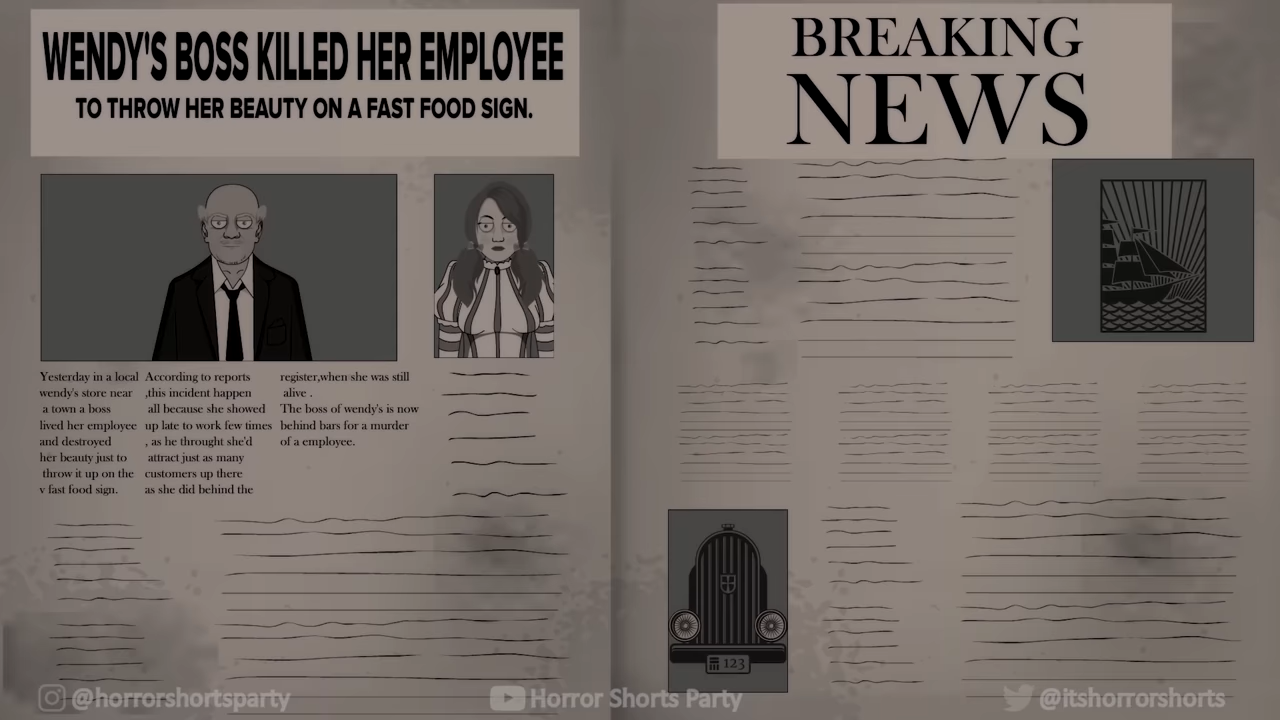 WENDY'S BOSS KILLED HER EMPLOYEE
TO THROW HER BEAUTY ON A FAST FOOD SIGN.
Yesterday in a local
wendy's store near
a town a boss
lived her employee
and destroyed
her beauty just to
throw it up on the
v fast food sign.
According to reports
,this incident happen
all because she showed
up late to work few times
, as he throught she'd
attract just as many
customers up there
as she did behind the
register,when she was still
alive .
The boss of wendy's is now
behind bars for a murder
of a employee.
BREAKING
NEWS
123
@horrorshortsparty
Horror Shorts Party
@itshorrorshorts